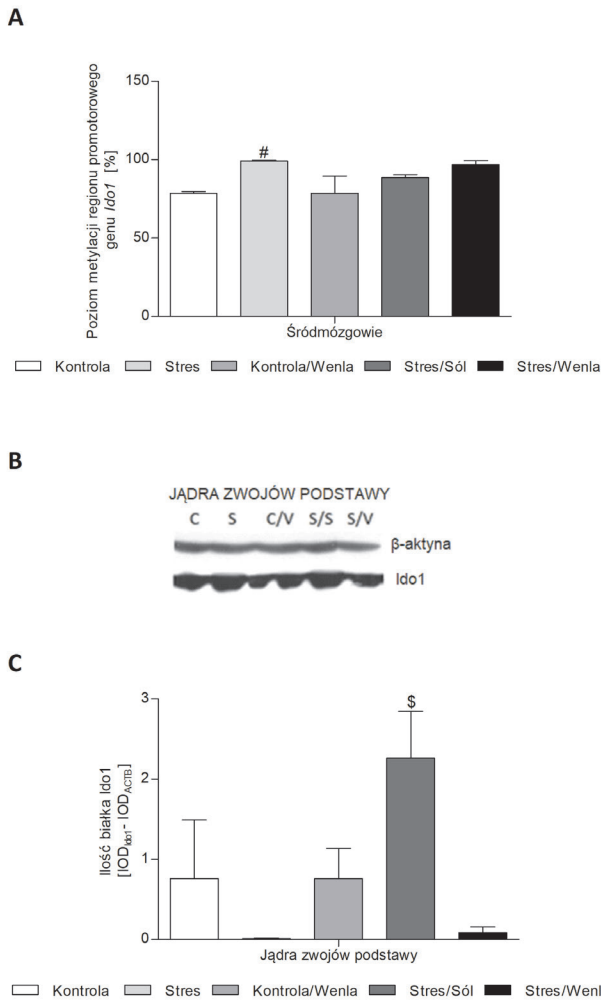 A
Poziom metylacji regionu promotorowego
genu Ido1 [%]
150
100
50
0
#
Śródmózgowie
Kontrola Stres Kontrola/Wenla Stres/Sól Stres/Wenla
B
JĄDRA ZWOJÓW PODSTAWY
C S C/V S/S S/V
β-aktyna
Ido1
C
Ilość białka Ido1
[IODIdo1- IODACTB]
3
2
1
0
$
Jądra zwojów podstawy
Kontrola Stres Kontrola/Wenla Stres/Sól Stres/Wenl